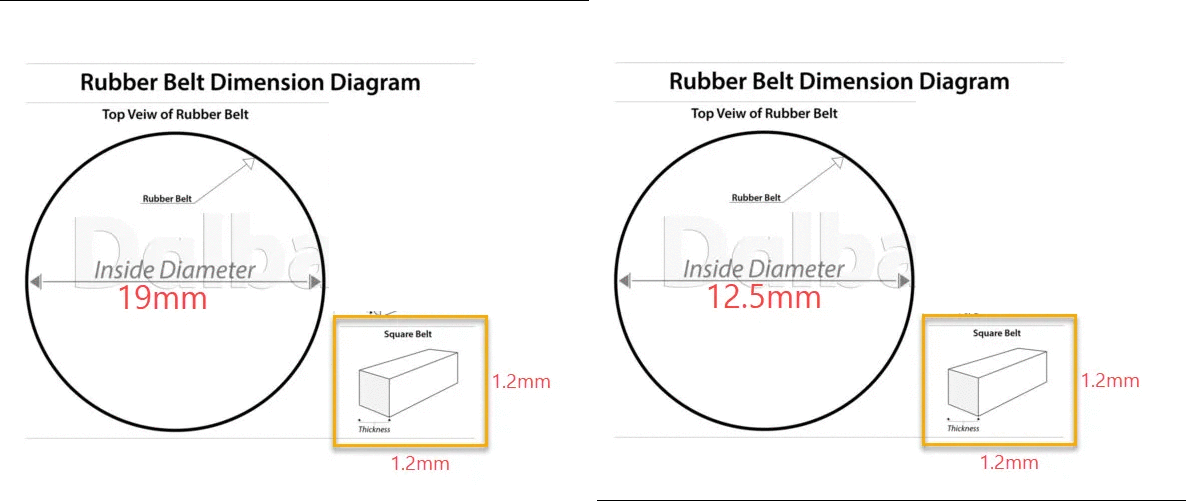 Rubber Belt Dimension Diagram
Top Veiw of Rubber Belt
Rubber Belt
Dalba
Inside Diameter
19mm
Square Belt
1.2mm
Thickness
1.2mm
Rubber Belt Dimension Diagram
Top Veiw of Rubber Belt
Rubber Belt
Dalba
Inside Diameter
12.5mm
Square Belt
1.2mm
Thickness
1.2mm